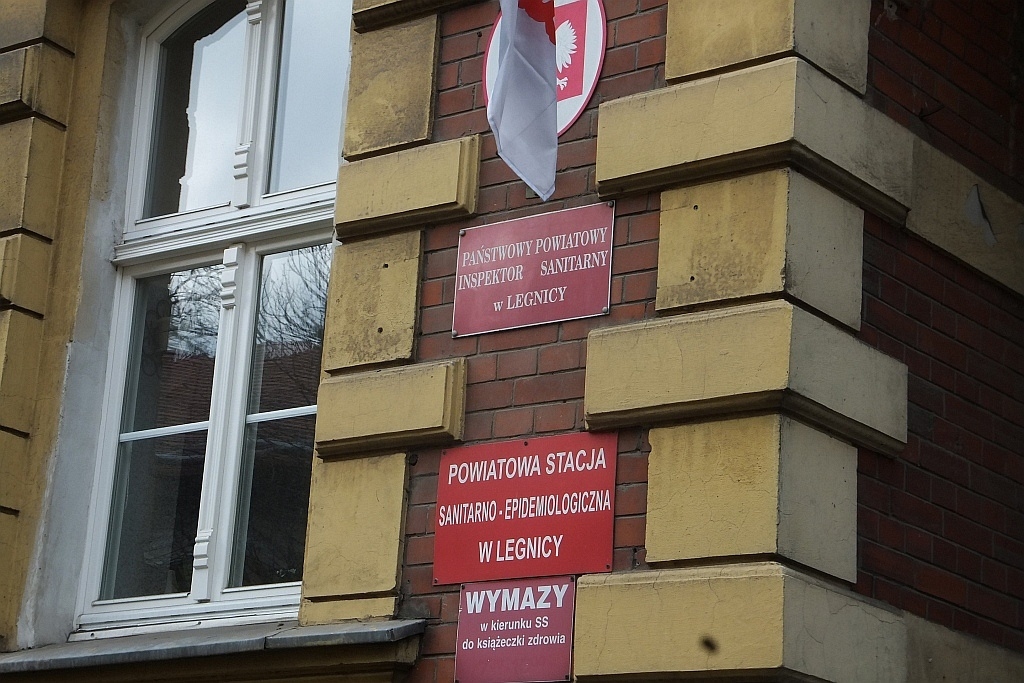 PAŃSTWOWY POWIATOWY
INSPEKTOR SANITARNY
w LEGNICY
POWIATOWA STACJA
SANITARNO - EPIDEMIOLOGICZNA
W LEGNICY
WYMAZY
w kierunku SS
do książeczki zdrowia